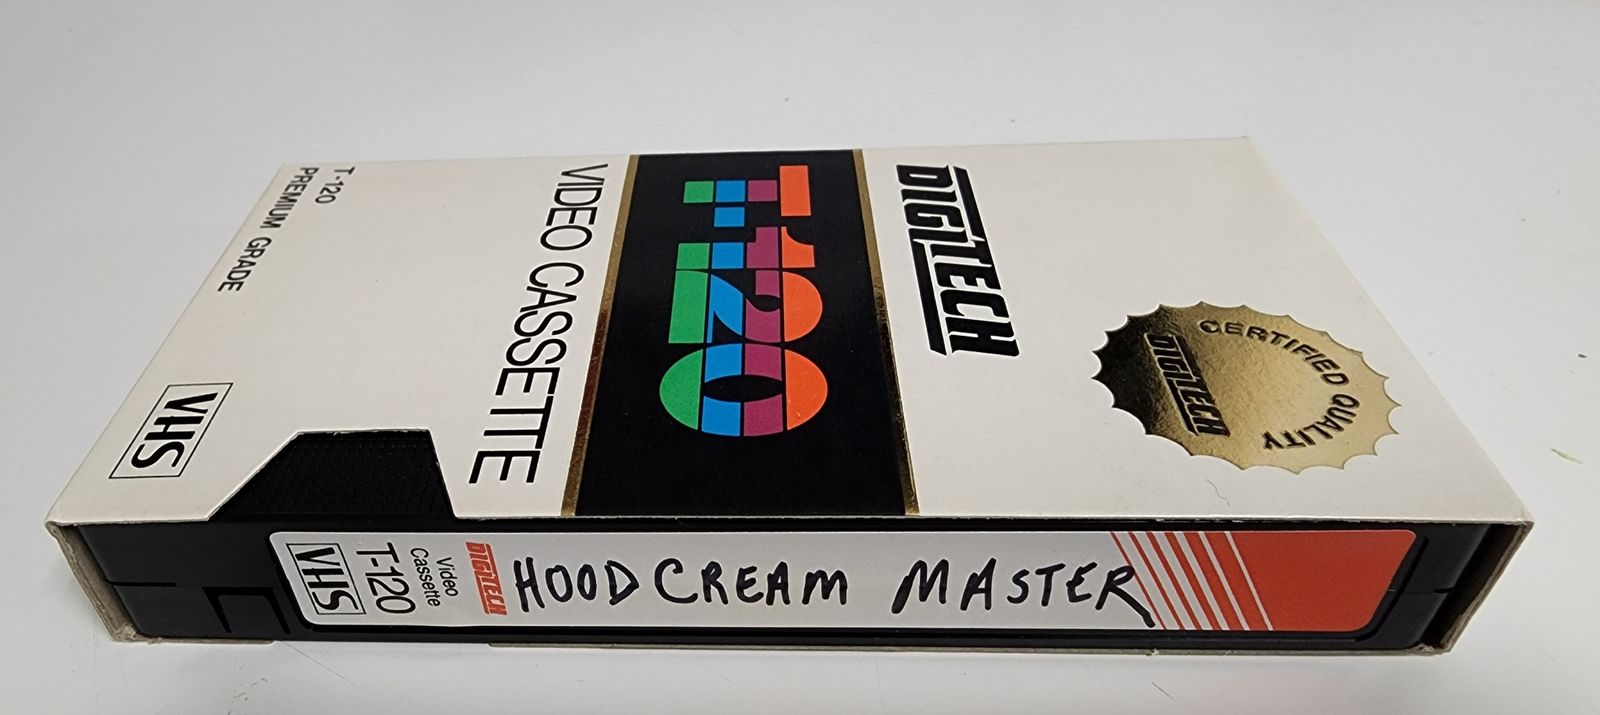 T-120
PREMIUM GRADE
VHS
VIDEO CASSETTE
T-120
DIGITECH
CERTIFIED QUALITY
DIGITECH
VHS
T-120
Video
Cassette
DIGITECH
HOOD CREAM MASTER